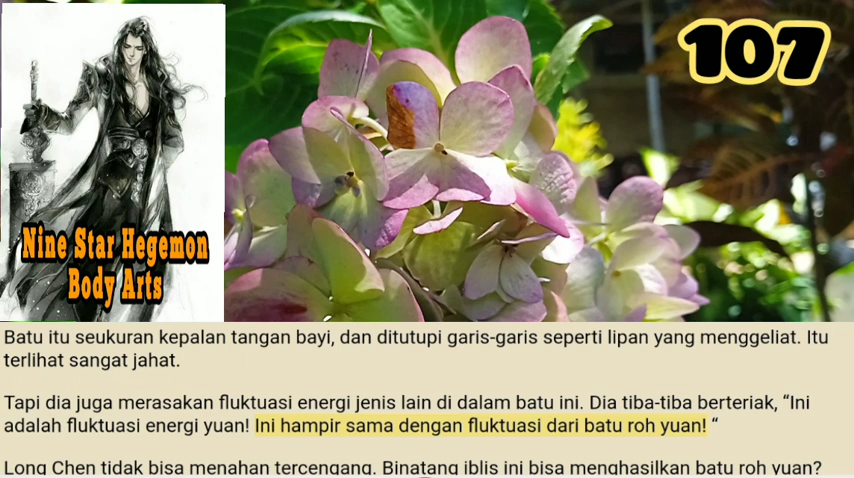 107
Nine Star Hegemon
Body Arts
Batu itu seukuran kepalan tangan bayi, dan ditutupi garis-garis seperti lipan yang menggeliat. Itu
terlihat sangat jahat.
Tapi dia juga merasakan fluktuasi energi jenis lain di dalam batu ini. Dia tiba-tiba berteriak, “Ini
adalah fluktuasi energi yuan! Ini hampir sama dengan fluktuasi dari batu roh yuan! “
Long Chen tidak bisa menahan tercengang. Binatang iblis ini bisa menghasilkan batu roh yuan?